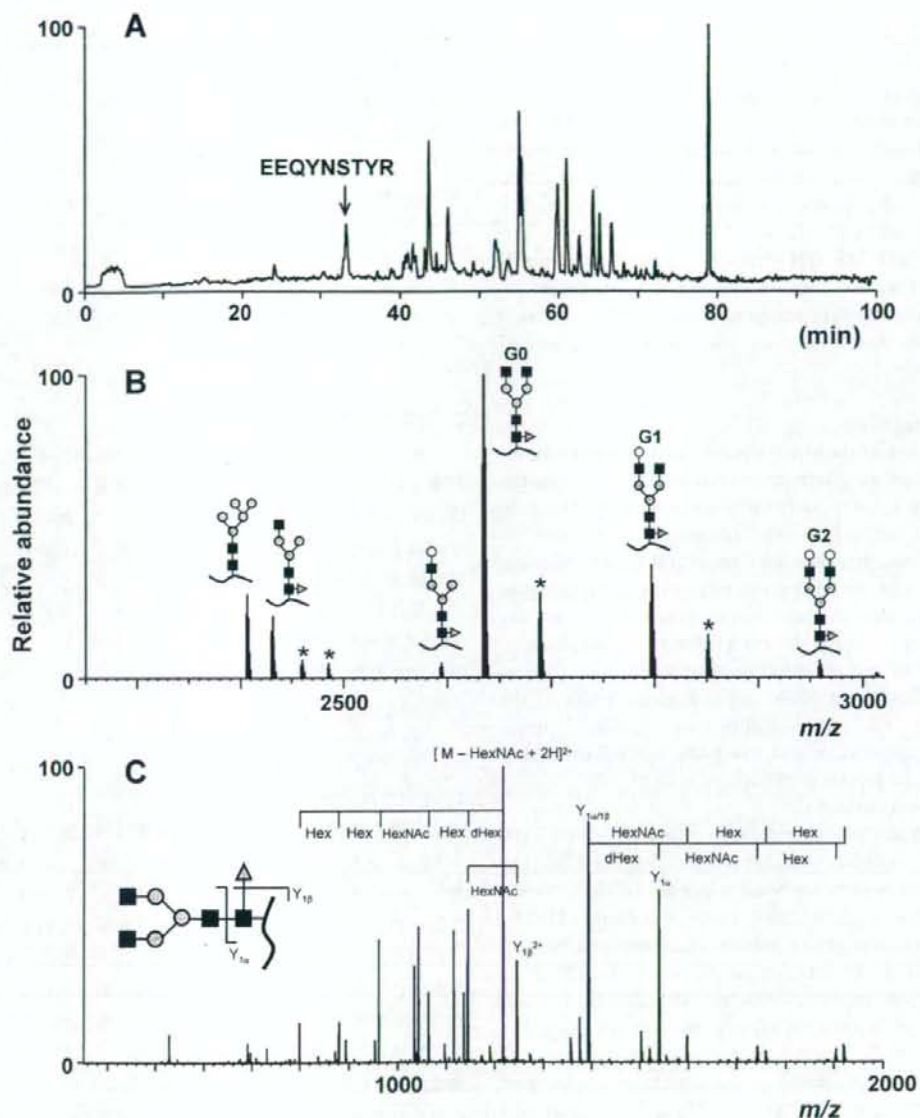 A
100
EEQYNSTYR
0
0
20
40
60
80
100
(min)
B
100
G0
G1
G2
*
*
*
*
0
2500
3000
m/z
Relative abundance
C
100
[ M – HexNAc + 2H]2+
Hex
Hex
HexNAc
Hex
dHex
HexNAc
Y1α/1β
HexNAc
Hex
Hex
dHex
HexNAc
Hex
Y1α
Y1β2+
Y1β
Y1α
0
1000
2000
m/z